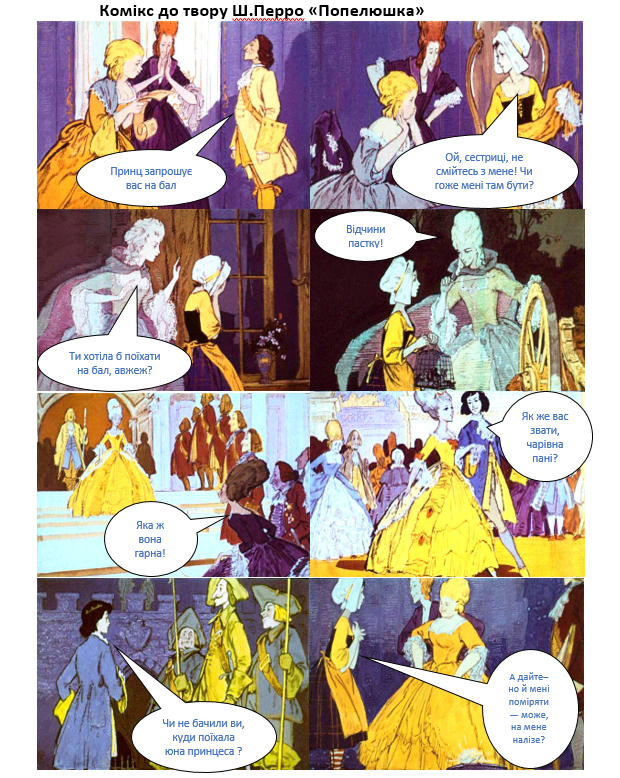 Комікс до твору Ш.Перро «Попелюшка»
Принц запрошує
вас на бал
Ой, сестриці, не
смійтесь з мене! Чи
гоже мені там бути?
Ти хотіла б поїхати
на бал, авжеж?
Відчини
пастку!
Яка ж
вона
гарна!
Як же вас
звати,
чарівна
пані?
Чи не бачили ви,
куди поїхала
юна принцеса ?
А дайте–
но й мені
поміряти
— може,
на мене
налізе?